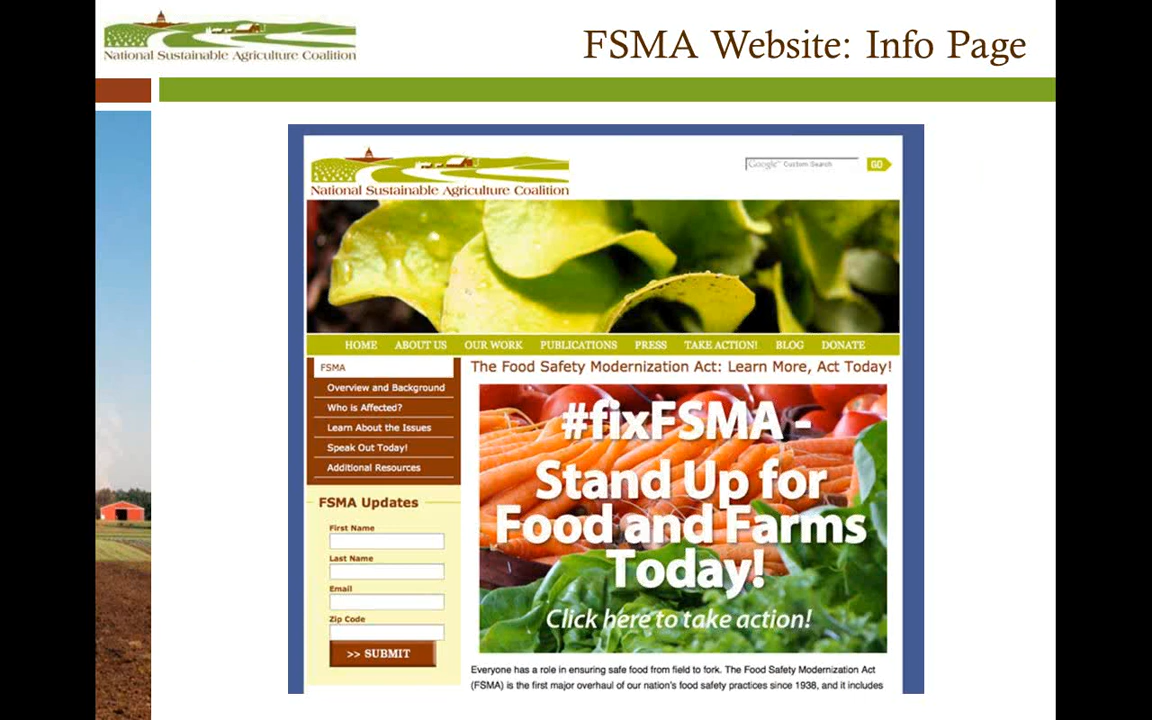 National Sustainable Agriculture Coalition
FSMA Website: Info Page
National Sustainable Agriculture Coalition
Google™ Custom Search
GO
HOME ABOUT US OUR WORK PUBLICATIONS PRESS TAKE ACTION! BLOG DONATE
FSMA
Overview and Background
Who is Affected?
Learn About the Issues
Speak Out Today!
Additional Resources
FSMA Updates
First Name
Last Name
Email
Zip Code
>> SUBMIT
The Food Safety Modernization Act: Learn More, Act Today!
#fixFSMA -
Stand Up for
Food and Farms
Today!
Click here to take action!
Everyone has a role in ensuring safe food from field to fork. The Food Safety Modernization Act
(FSMA) is the first major overhaul of our nation's food safety practices since 1938, and it includes